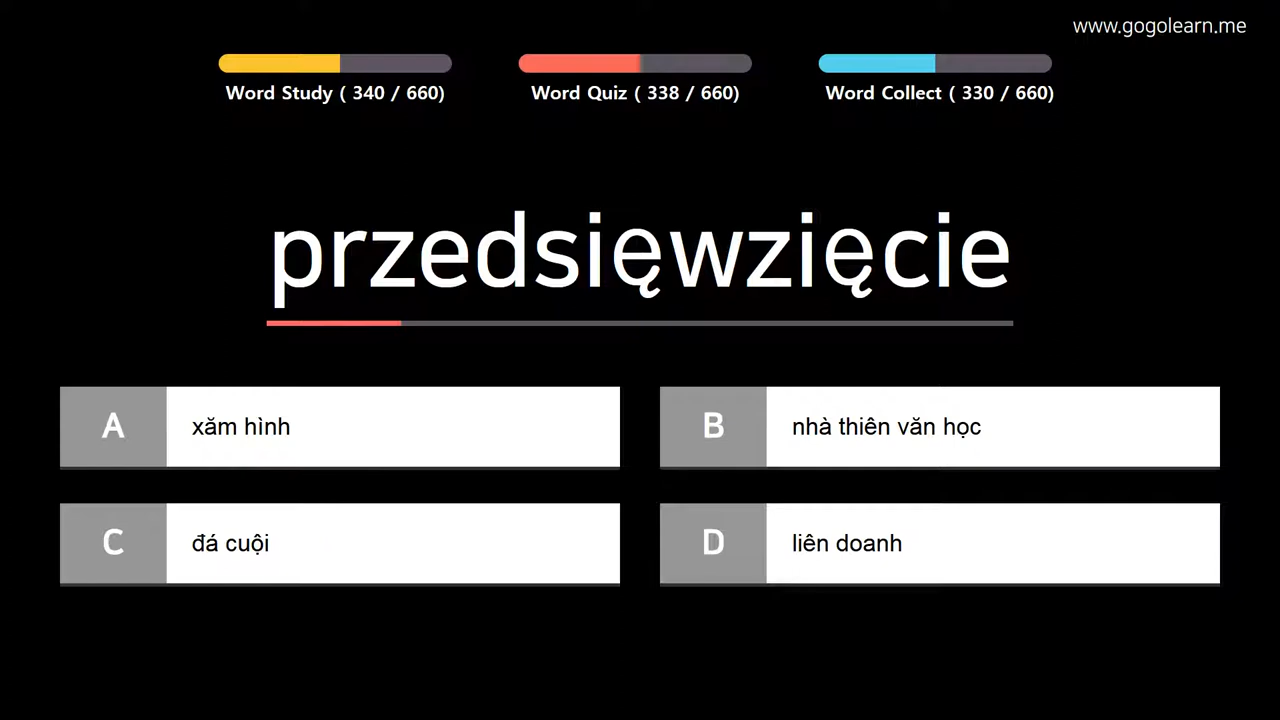 www.gogolearn.me
Word Study ( 340 / 660)
Word Quiz ( 338 / 660)
Word Collect ( 330 / 660)
przedsięwzięcie
A xăm hình
B nhà thiên văn học
C đá cuội
D liên doanh